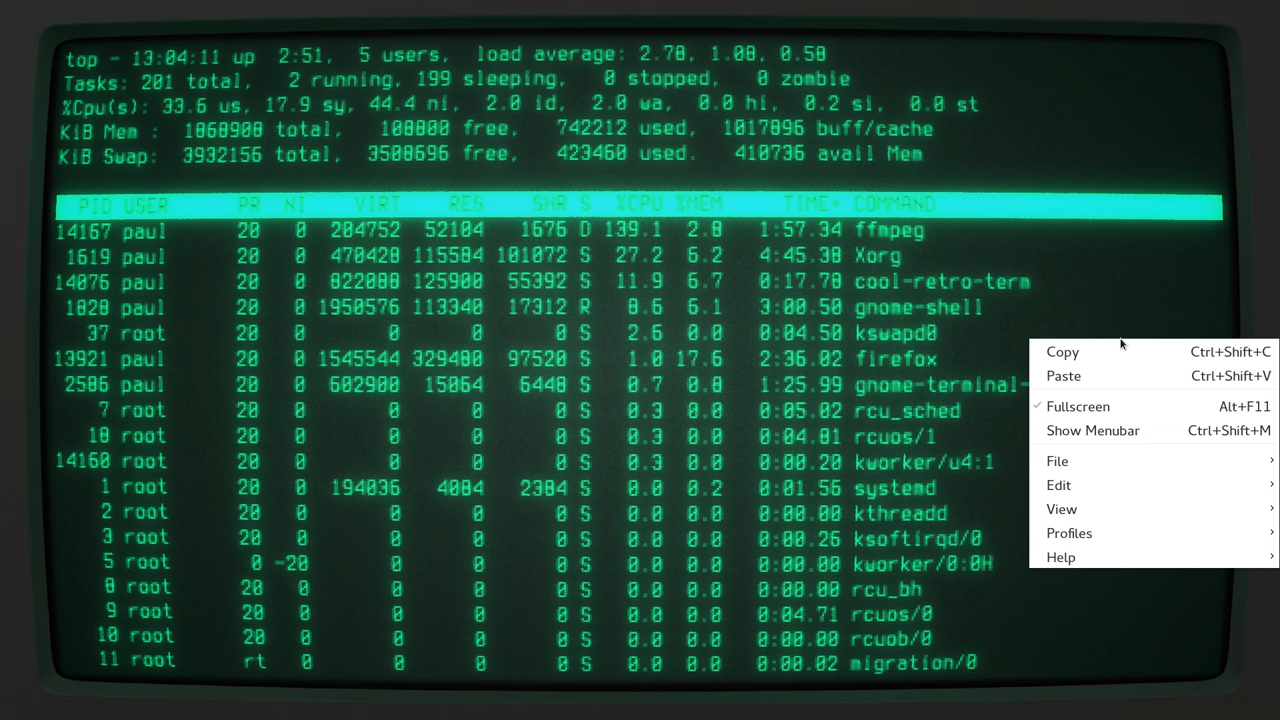 top - 13:04:11 up  2:51,  5 users,  load average: 2.78, 1.08, 0.58
Tasks: 201 total,   2 running, 199 sleeping,   0 stopped,   0 zombie
%Cpu(s): 33.6 us, 17.9 sy, 44.4 ni,  2.0 id,  2.0 wa,  0.0 hi,  0.2 si,  0.0 st
KiB Mem :  1868908 total,   108800 free,   742212 used,  1017896 buff/cache
KiB Swap:  3932156 total,  3508696 free,   423460 used.   410736 avail Mem
PID USER PR NI VIRT RES SHR S %CPU %MEM TIME+ COMMAND
14167 paul 20 0 204752 52104 1676 D 139.1 2.8 1:57.34 ffmpeg
1619 paul 20 0 470428 115584 101072 S 27.2 6.2 4:45.38 Xorg
14076 paul 20 0 822088 125900 55392 S 11.9 6.7 0:17.78 cool-retro-term
1828 paul 20 0 1950576 113340 17312 R 8.6 6.1 3:00.50 gnome-shell
37 root 20 0 0 0 0 S 2.6 0.0 0:04.50 kswapd0
13921 paul 20 0 1545544 329480 97520 S 1.0 17.6 2:36.02 firefox
2586 paul 20 0 602900 15064 6448 S 0.7 0.8 1:25.99 gnome-terminal-
7 root 20 0 0 0 0 S 0.3 0.0 0:05.02 rcu_sched
10 root 20 0 0 0 0 S 0.3 0.0 0:04.81 rcuos/1
14160 root 20 0 0 0 0 S 0.3 0.0 0:00.20 kworker/u4:1
1 root 20 0 194036 4084 2384 S 0.0 0.2 0:01.56 systemd
2 root 20 0 0 0 0 S 0.0 0.0 0:00.00 kthreadd
3 root 20 0 0 0 0 S 0.0 0.0 0:00.26 ksoftirqd/0
5 root 0 -20 0 0 0 S 0.0 0.0 0:00.00 kworker/0:0H
8 root 20 0 0 0 0 S 0.0 0.0 0:00.00 rcu_bh
9 root 20 0 0 0 0 S 0.0 0.0 0:04.71 rcuos/0
10 root 20 0 0 0 0 S 0.0 0.0 0:00.00 rcuob/0
11 root rt 0 0 0 0 S 0.0 0.0 0:00.02 migration/0
Copy Ctrl+Shift+C
Paste Ctrl+Shift+V
Fullscreen Alt+F11
Show Menubar Ctrl+Shift+M
File
Edit
View
Profiles
Help